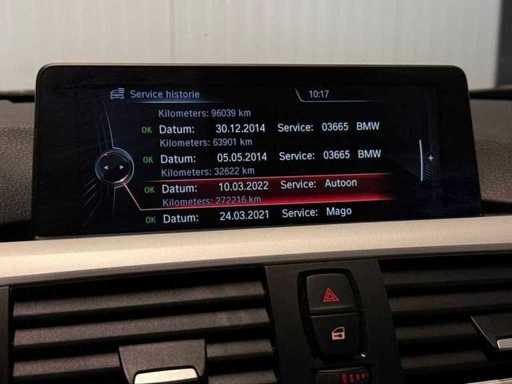 Service historie
10:17
Kilometers: 96039 km
OK Datum: 30.12.2014 Service: 03665 BMW
Kilometers: 63901 km
OK Datum: 05.05.2014 Service: 03665 BMW
Kilometers: 32622 km
OK Datum: 10.03.2022 Service: Autoon
Kilometers: 272216 km
OK Datum: 24.03.2021 Service: Mago